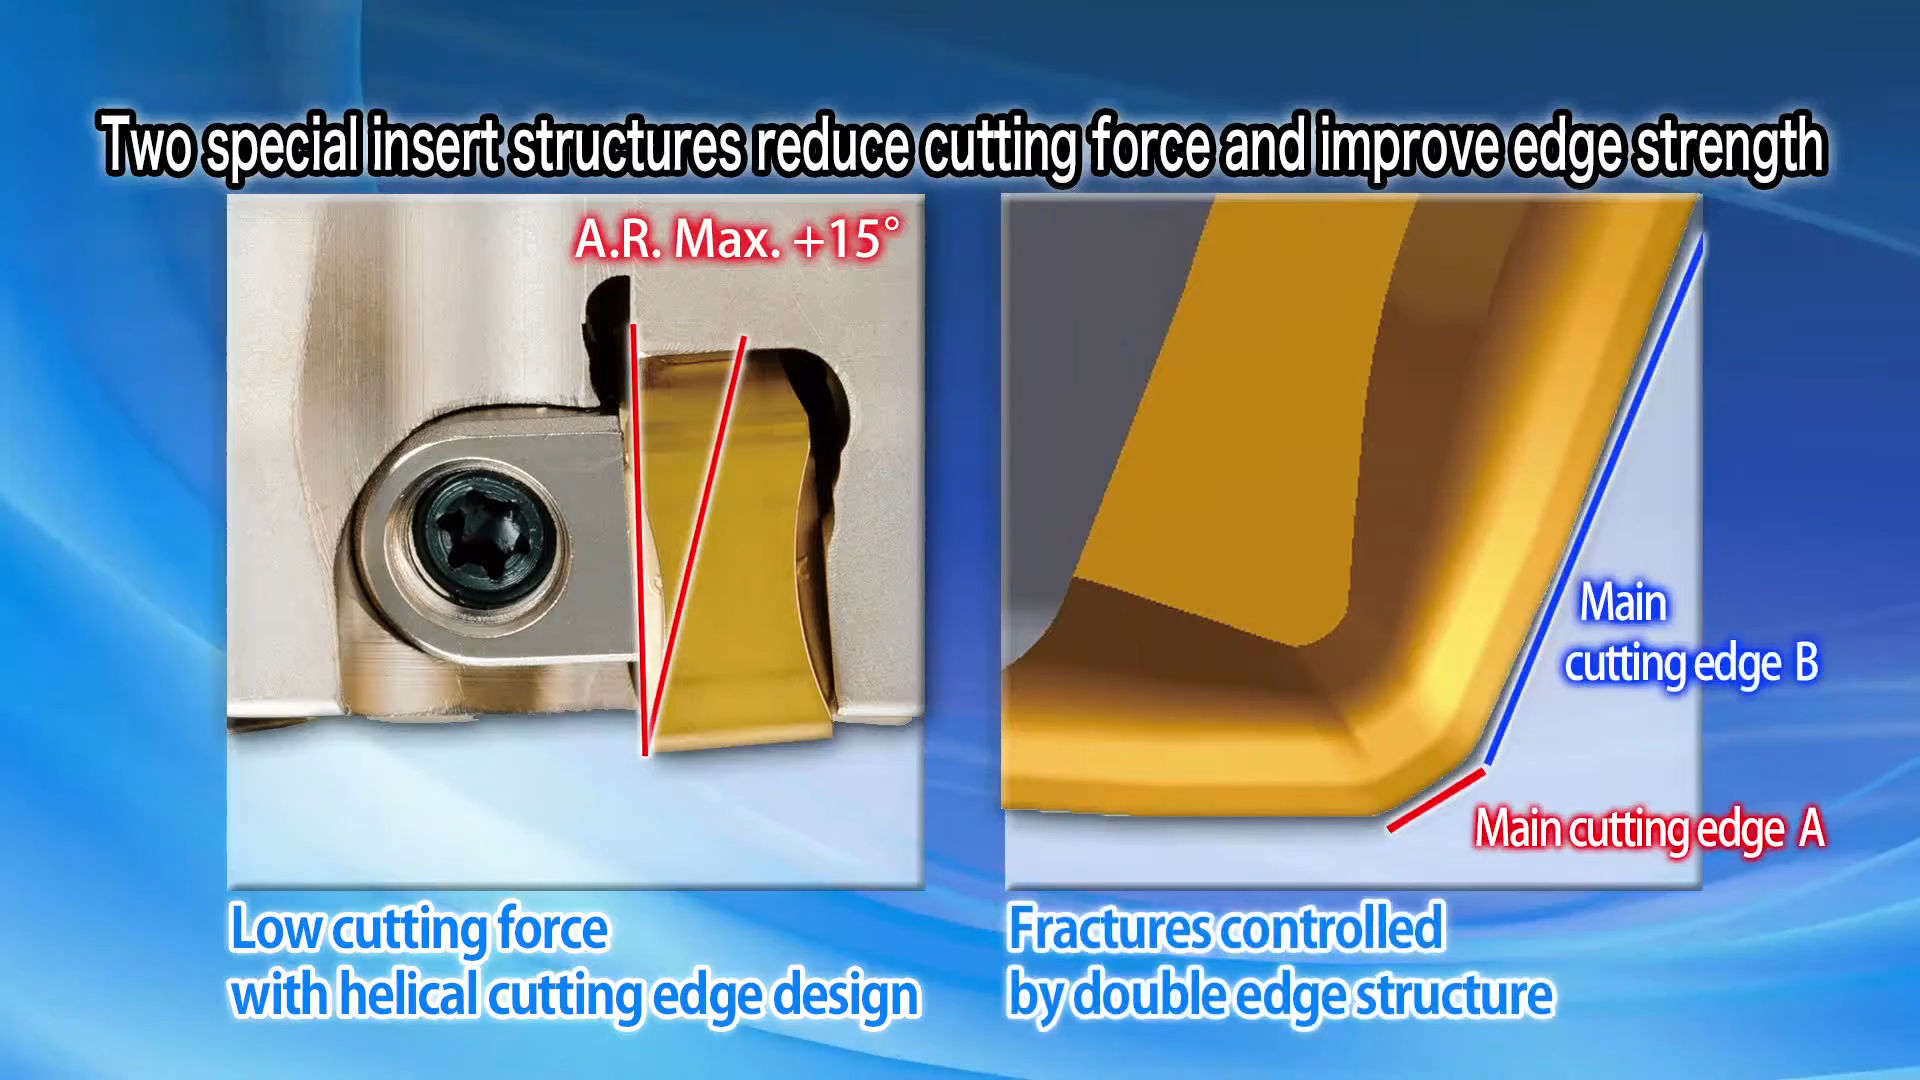 Two special insert structures reduce cutting force and improve edge strength
A.R. Max. +15°
Main
cutting edge B
Main cutting edge A
Low cutting force
with helical cutting edge design
Fractures controlled
by double edge structure